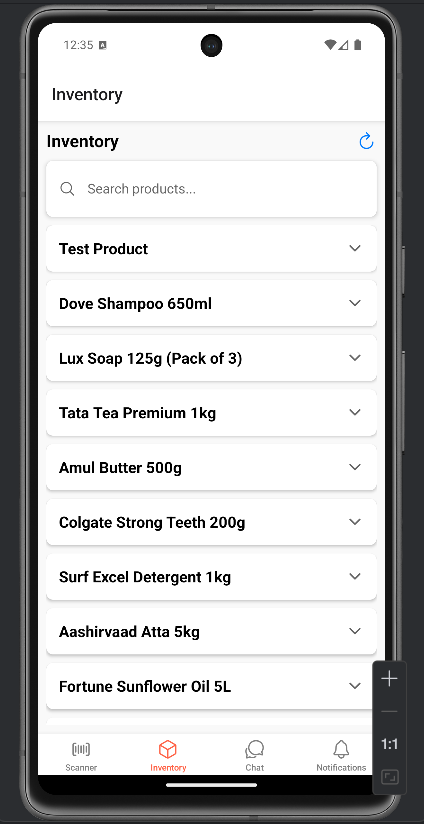 12:35
Inventory
Inventory
Search products...
Test Product
Dove Shampoo 650ml
Lux Soap 125g (Pack of 3)
Tata Tea Premium 1kg
Amul Butter 500g
Colgate Strong Teeth 200g
Surf Excel Detergent 1kg
Aashirvaad Atta 5kg
Fortune Sunflower Oil 5L
1:1
Scanner Inventory Chat Notifications